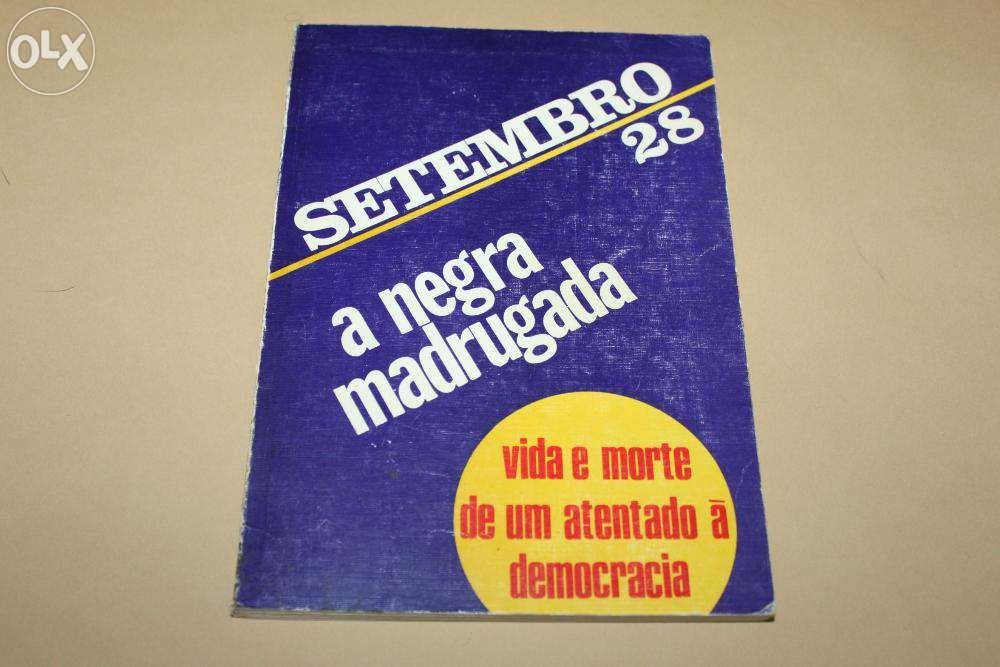 OLX
SETEMBRO
28
a negra
madrugada
vida e morte
de um atentado à
democracia